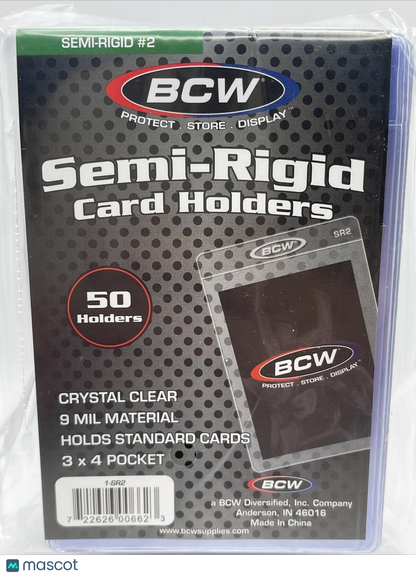 SEMI-RIGID #2
BCW
PROTECT . STORE . DISPLAY™
Semi-Rigid
Card Holders
BCW
SR2
50
Holders
BCW
PROTECT . STORE . DISPLAY™
CRYSTAL CLEAR
9 MIL MATERIAL
HOLDS STANDARD CARDS
3 x 4 POCKET
1-SR2
7 22626 00662 3
BCW
a BCW Diversified, Inc. Company
Anderson, IN 46016
Made In China
www.bcwsupplies.com
mascot